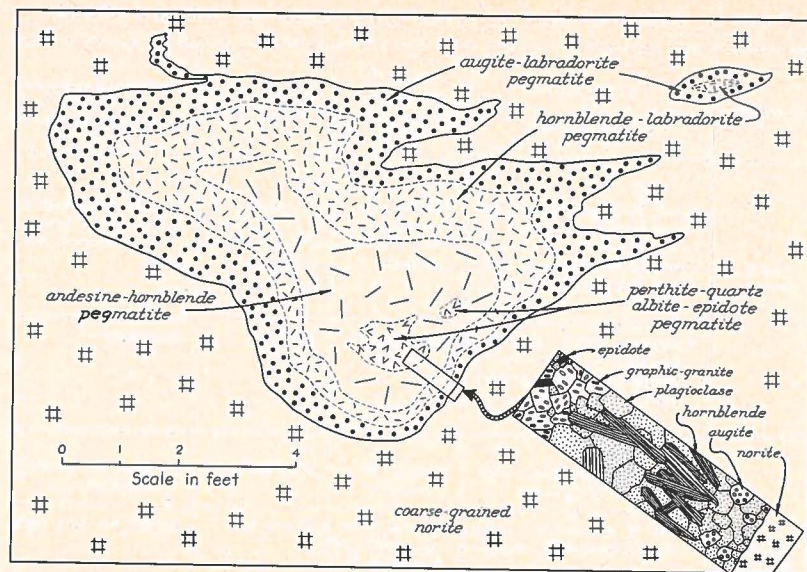 augite-labradorite
pegmatite
hornblende-labradorite
pegmatite
andesine-hornblende
pegmatite
perthite-quartz
albite-epidote
pegmatite
epidote
graphic-granite
plagioclase
hornblende
augite
norite
0 1 2 4
Scale in feet
coarse-grained
norite